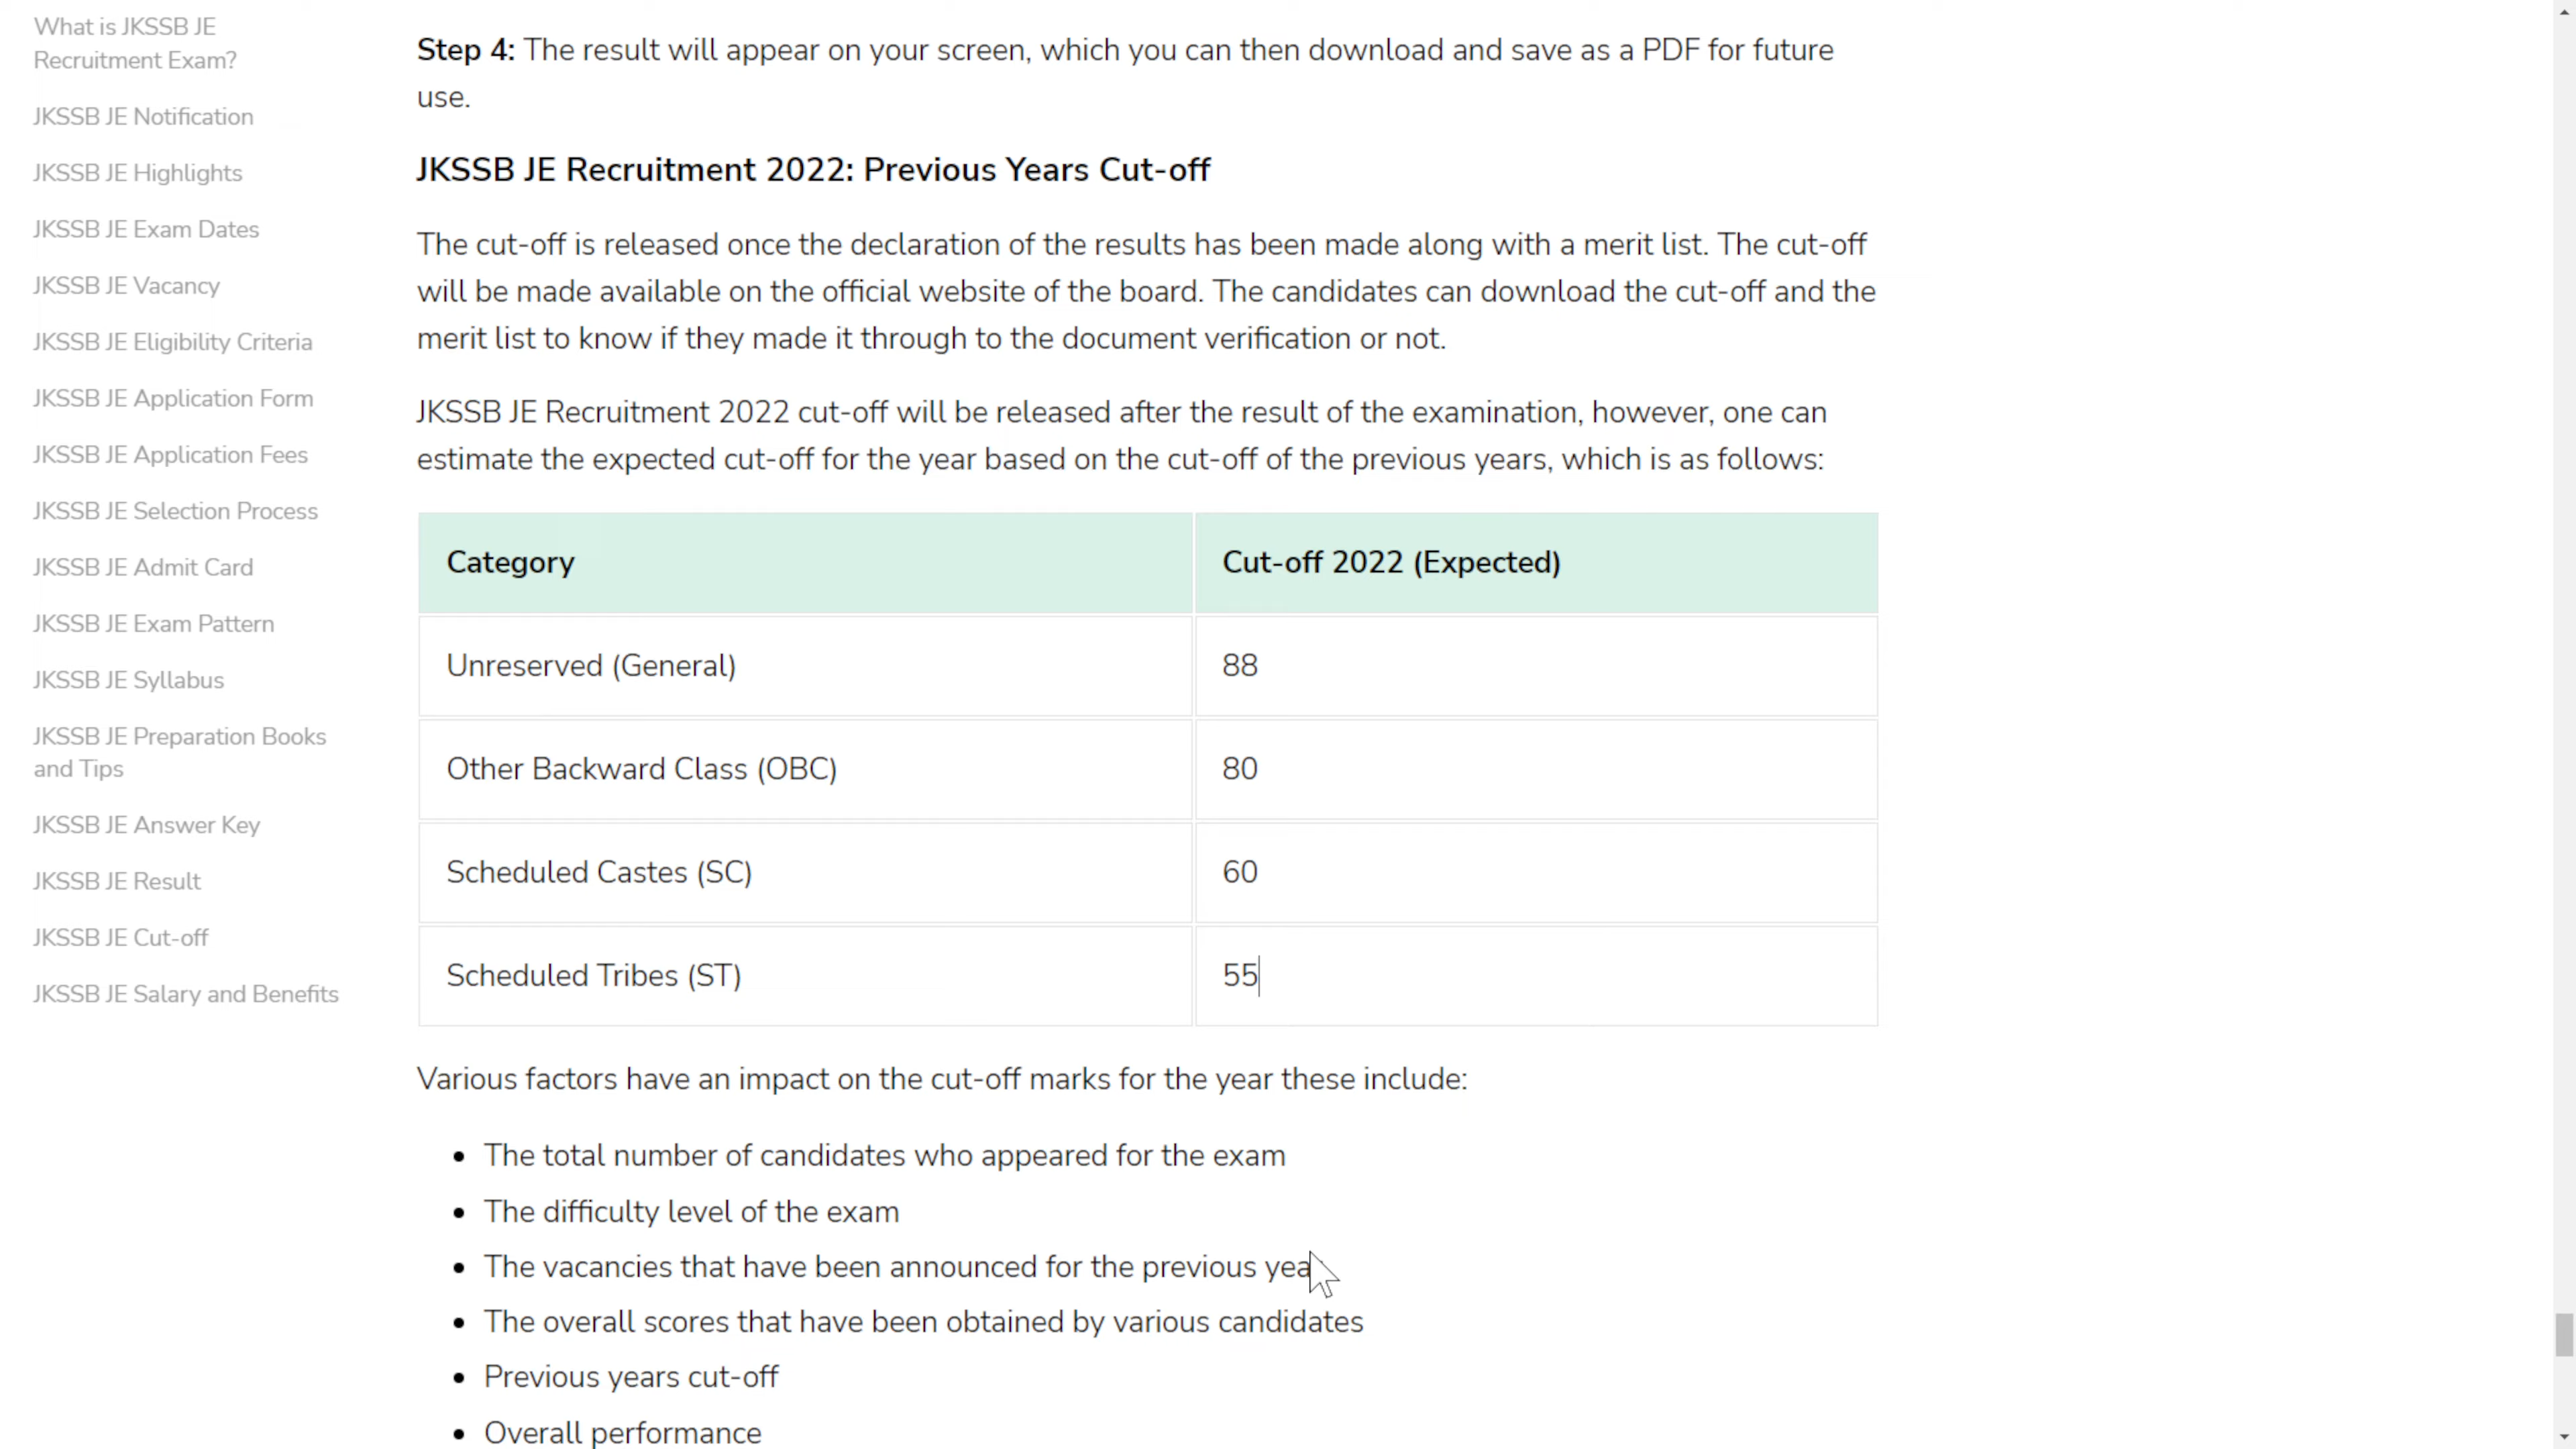 What is JKSSB JE
Recruitment Exam?
JKSSB JE Notification
JKSSB JE Highlights
JKSSB JE Exam Dates
JKSSB JE Vacancy
JKSSB JE Eligibility Criteria
JKSSB JE Application Form
JKSSB JE Application Fees
JKSSB JE Selection Process
JKSSB JE Admit Card
JKSSB JE Exam Pattern
JKSSB JE Syllabus
JKSSB JE Preparation Books
and Tips
JKSSB JE Answer Key
JKSSB JE Result
JKSSB JE Cut-off
JKSSB JE Salary and Benefits
Step 4: The result will appear on your screen, which you can then download and save as a PDF for future
use.
JKSSB JE Recruitment 2022: Previous Years Cut-off
The cut-off is released once the declaration of the results has been made along with a merit list. The cut-off
will be made available on the official website of the board. The candidates can download the cut-off and the
merit list to know if they made it through to the document verification or not.
JKSSB JE Recruitment 2022 cut-off will be released after the result of the examination, however, one can
estimate the expected cut-off for the year based on the cut-off of the previous years, which is as follows:
Category Cut-off 2022 (Expected)
Unreserved (General) 88
Other Backward Class (OBC) 80
Scheduled Castes (SC) 60
Scheduled Tribes (ST) 55
Various factors have an impact on the cut-off marks for the year these include:
• The total number of candidates who appeared for the exam
• The difficulty level of the exam
• The vacancies that have been announced for the previous yea
• The overall scores that have been obtained by various candidates
• Previous years cut-off
• Overall performance